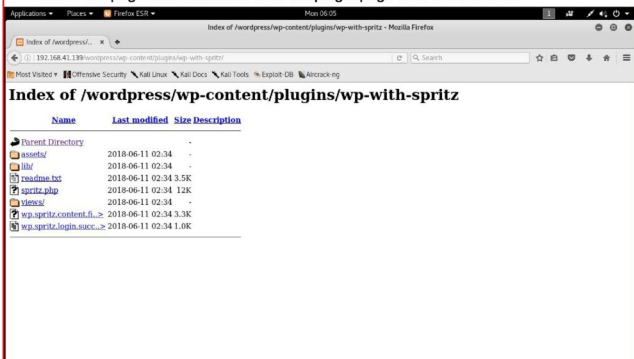 Applications Places Firefox ESR Mon 06:05 1
Index of /wordpress/wp-content/plugins/wp-with-spritz - Mozilla Firefox
Index of /wordpress/...
192.168.41.139/wordpress/wp-content/plugins/wp-with-spritz/ Search
Most Visited Offensive Security Kali Linux Kali Docs Kali Tools Exploit-DB Aircrack-ng
Index of /wordpress/wp-content/plugins/wp-with-spritz
Name Last modified Size Description
Parent Directory -
assets/ 2018-06-11 02:34 -
lib/ 2018-06-11 02:34 -
readme.txt 2018-06-11 02:34 3.5K
spritz.php 2018-06-11 02:34 12K
views/ 2018-06-11 02:34 -
wp.spritz.content.fi..> 2018-06-11 02:34 3.3K
wp.spritz.login.succ..> 2018-06-11 02:34 1.0K